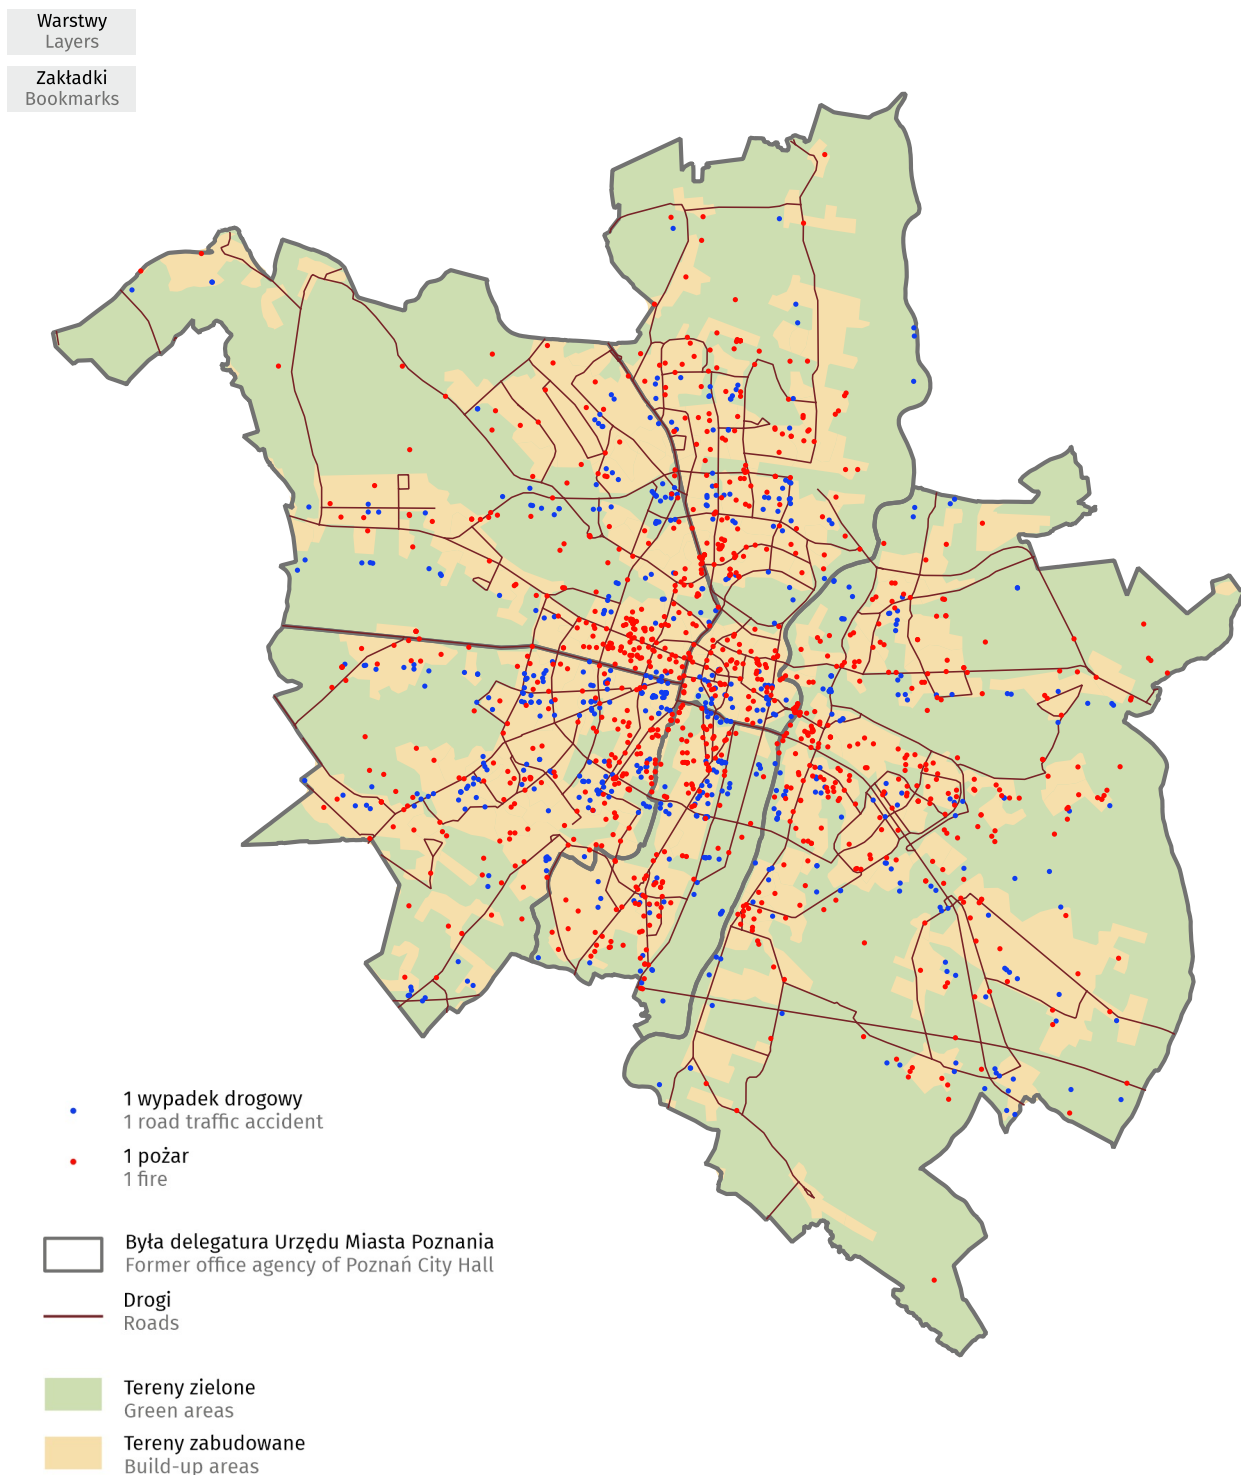 Warstwy
Layers
Zakładki
Bookmarks
1 wypadek drogowy
1 road traffic accident
1 pożar
1 fire
Była delegatura Urzędu Miasta Poznania
Former office agency of Poznań City Hall
Drogi
Roads
Tereny zielone
Green areas
Tereny zabudowane
Build-up areas